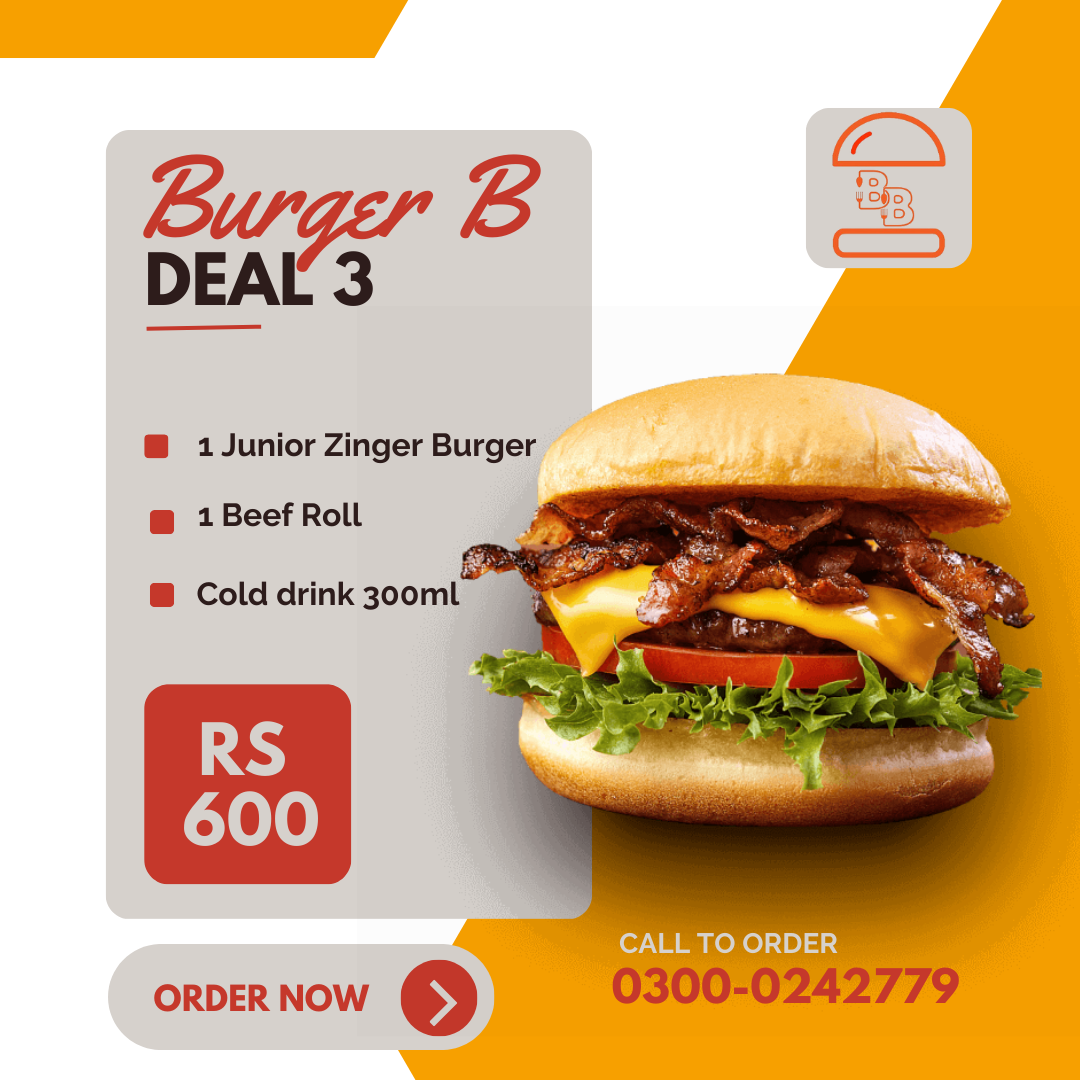 Burger B
DEAL 3
BB
1 Junior Zinger Burger
1 Beef Roll
Cold drink 300ml
RS
600
CALL TO ORDER
0300-0242779
ORDER NOW